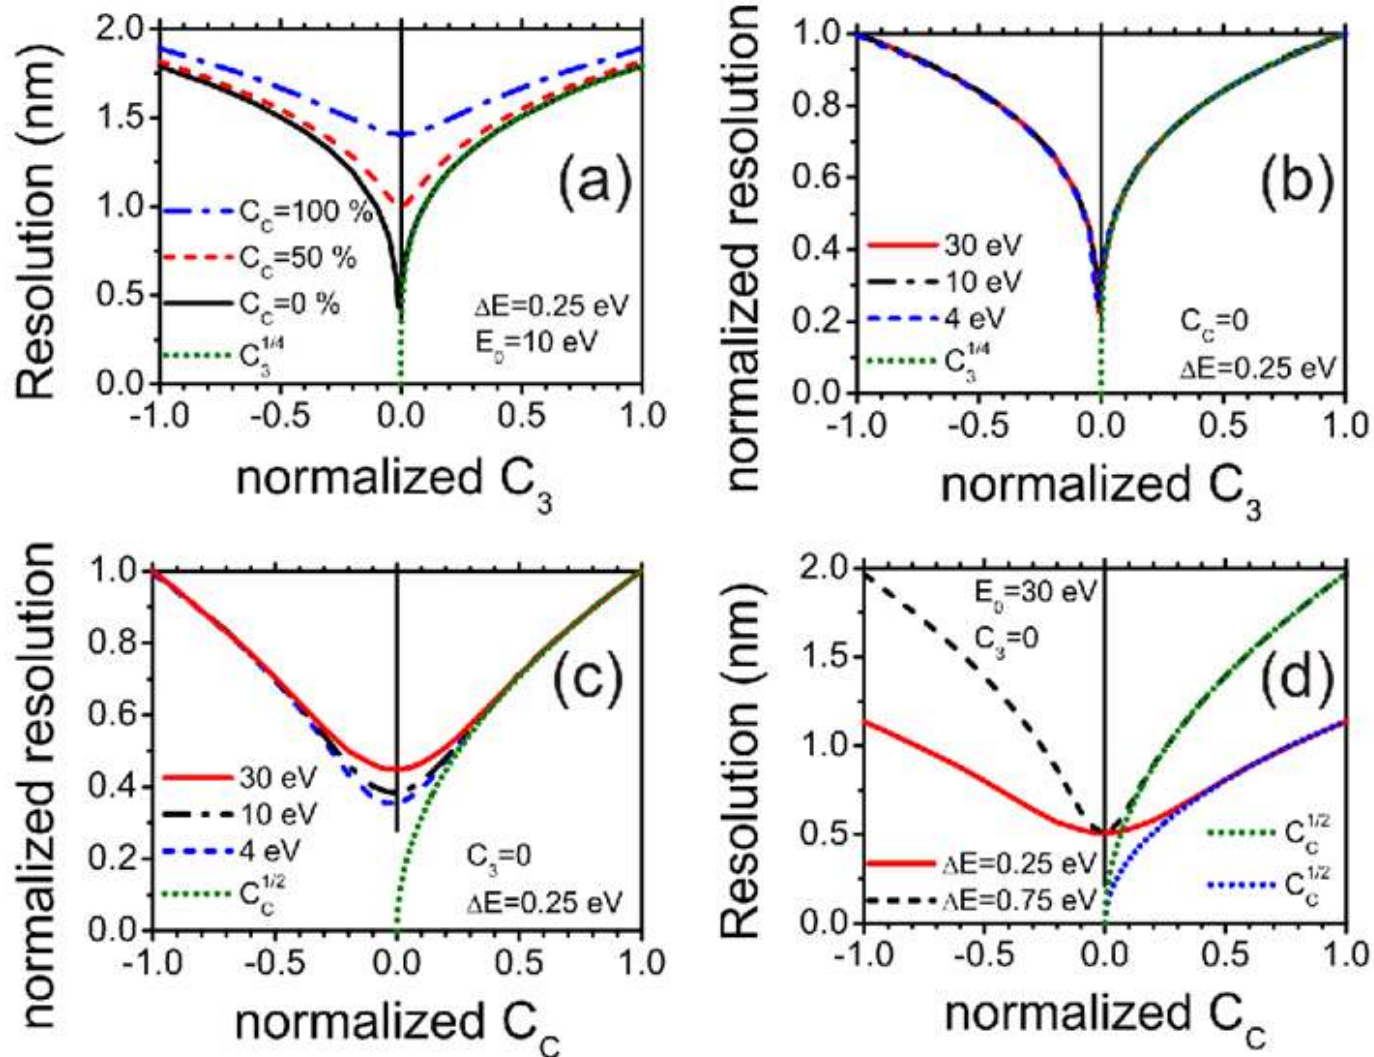 Resolution (nm)
2.0
1.5
1.0
0.5
0.0
(a)
C_C=100 %
C_C=50 %
C_C=0 %
C_3^{1/4}
ΔE=0.25 eV
E_0=10 eV
-1.0 -0.5 0.0 0.5 1.0
normalized C_3
normalized resolution
1.0
0.8
0.6
0.4
0.2
0.0
(b)
30 eV
10 eV
4 eV
C_3^{1/4}
C_C=0
ΔE=0.25 eV
-1.0 -0.5 0.0 0.5 1.0
normalized C_3
normalized resolution
1.0
0.8
0.6
0.4
0.2
0.0
(c)
30 eV
10 eV
4 eV
C_C^{1/2}
C_3=0
ΔE=0.25 eV
-1.0 -0.5 0.0 0.5 1.0
normalized C_C
Resolution (nm)
2.0
1.5
1.0
0.5
0.0
E_0=30 eV
C_3=0
(d)
ΔE=0.25 eV
ΔE=0.75 eV
C_C^{1/2}
C_C^{1/2}
-1.0 -0.5 0.0 0.5 1.0
normalized C_C